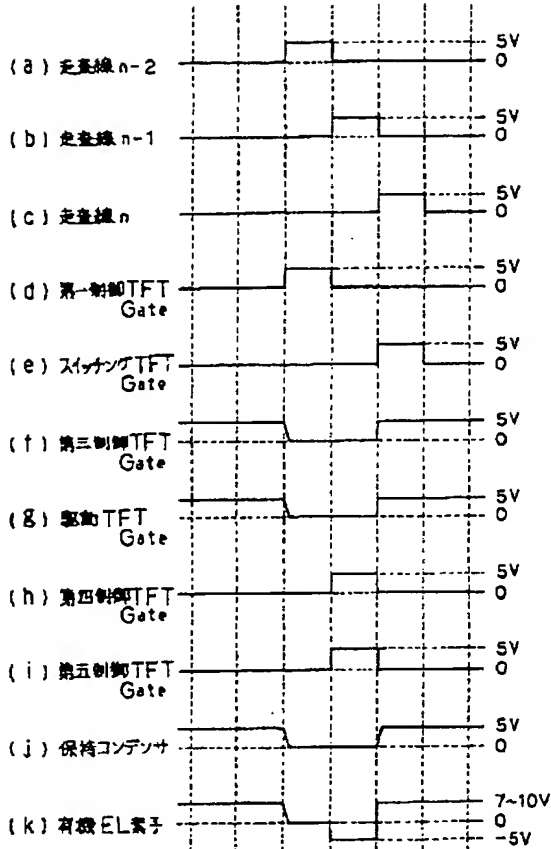 5V
(a) 走査線 n-2 0
5V
(b) 走査線 n-1 0
5V
(c) 走査線 n 0
5V
(d) 第一制御TFT 0
Gate
5V
(e) スイッチングTFT 0
Gate
5V
(f) 第三制御TFT 0
Gate
5V
(g) 駆動TFT 0
Gate
5V
(h) 第四制御TFT 0
Gate
5V
(i) 第五制御TFT 0
Gate
5V
(j) 保持コンデンサ 0
7~10V
(k) 有機EL素子 0
-5V